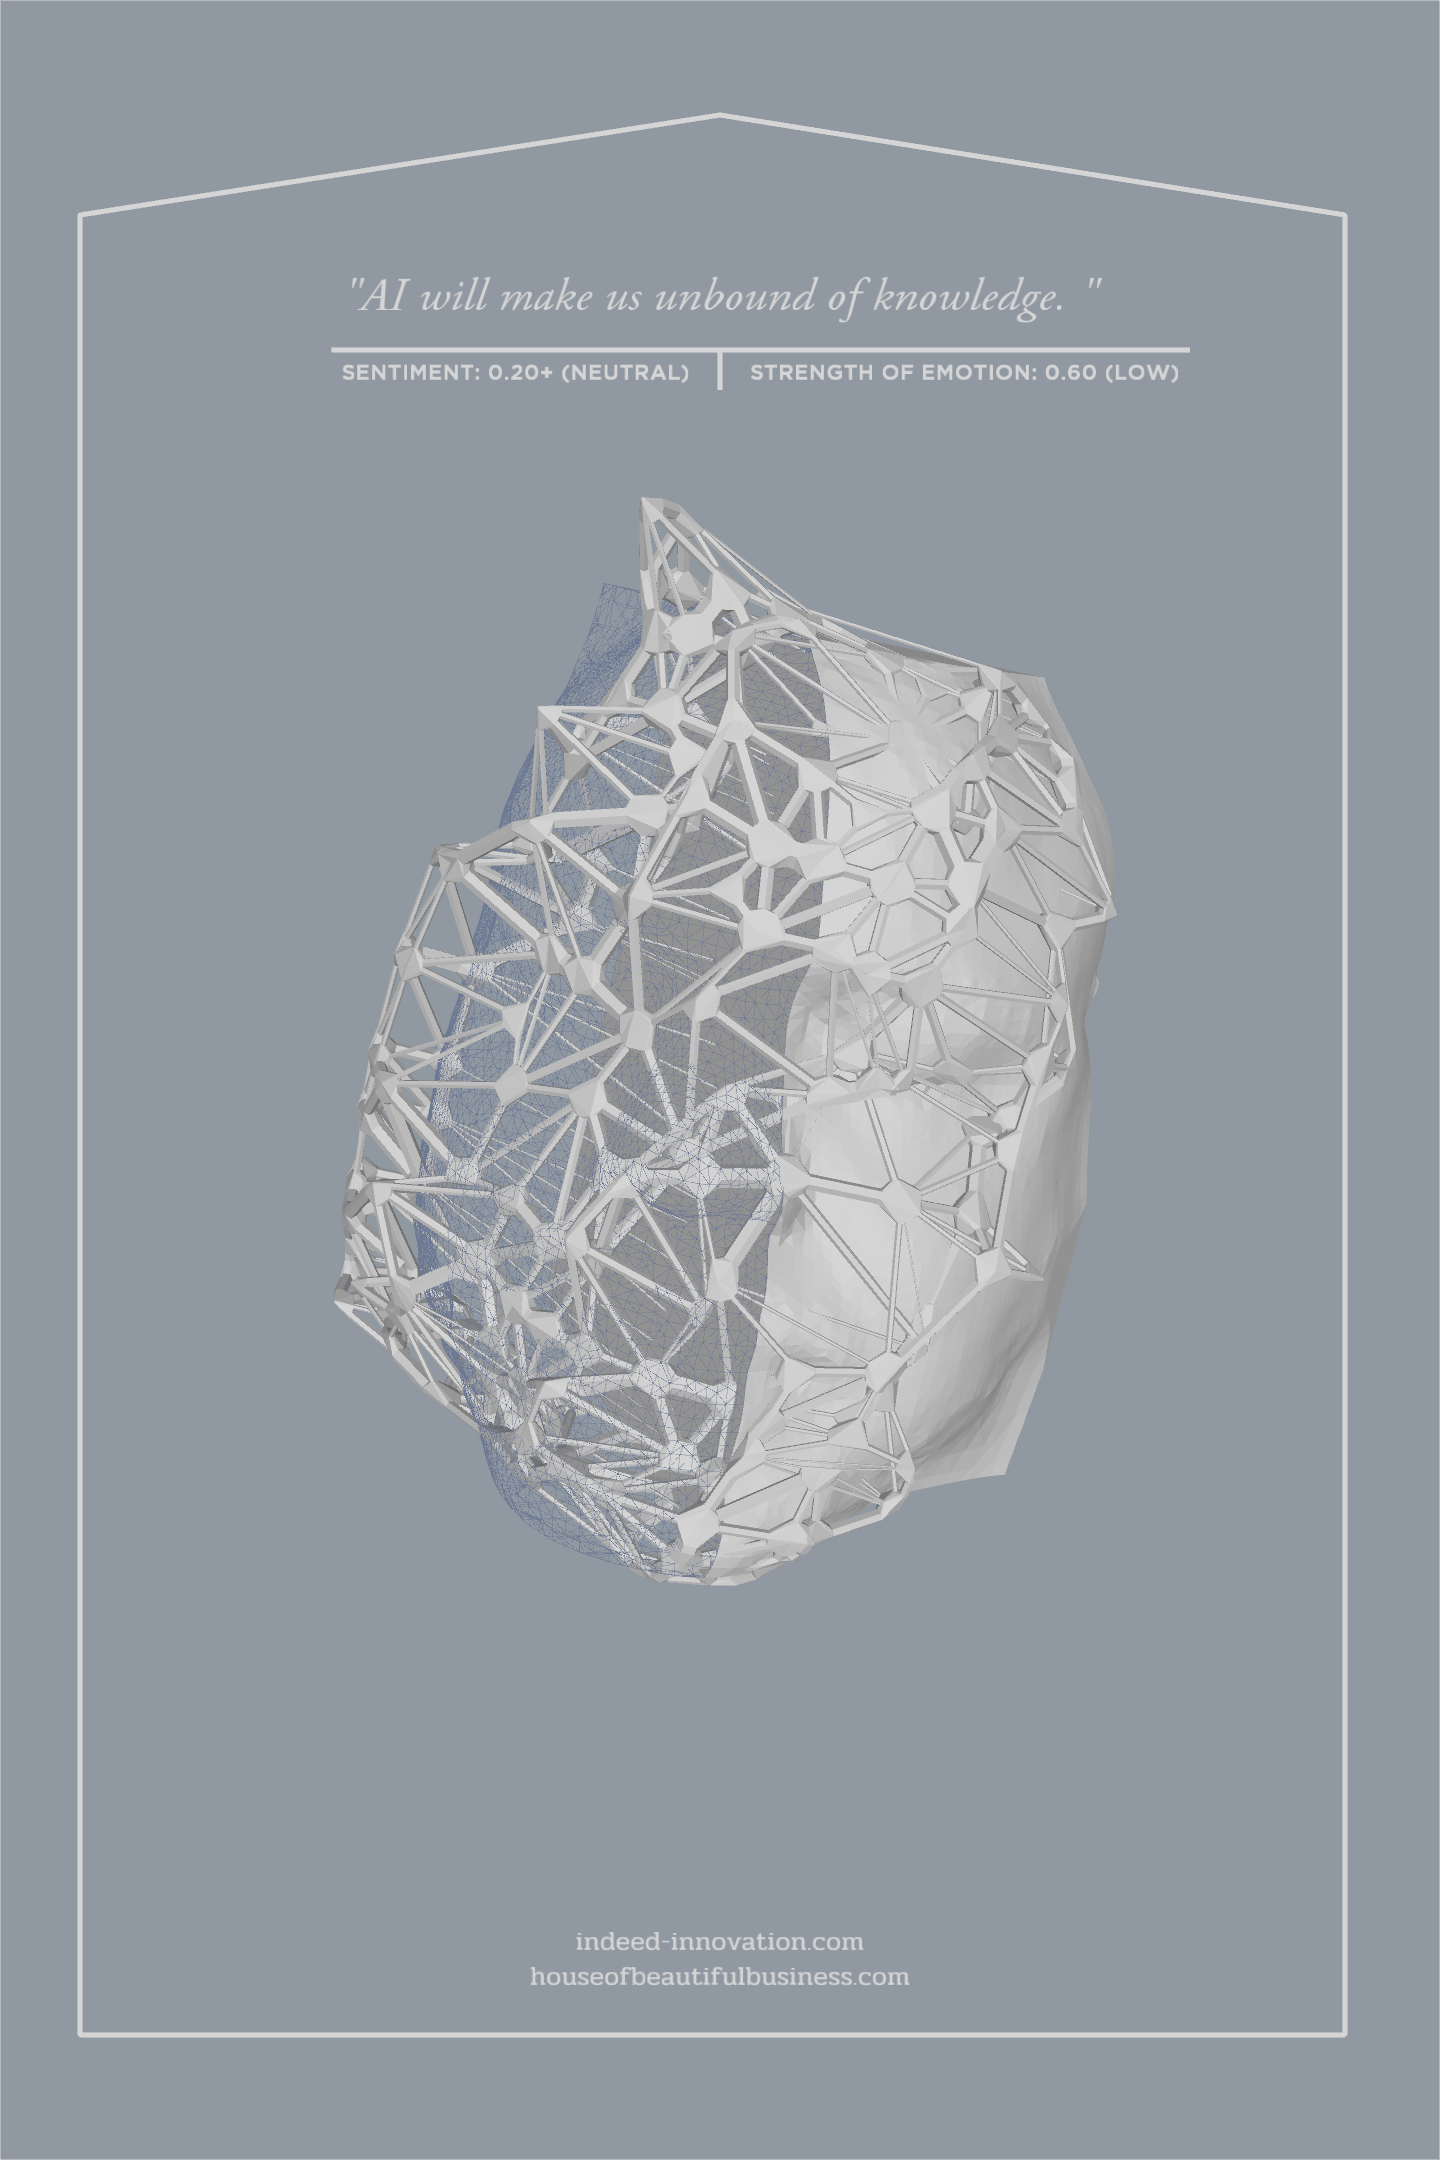 "AI will make us unbound of knowledge. "
SENTIMENT: 0.20+ (NEUTRAL) STRENGTH OF EMOTION: 0.60 (LOW)
indeed-innovation.com
houseofbeautifulbusiness.com